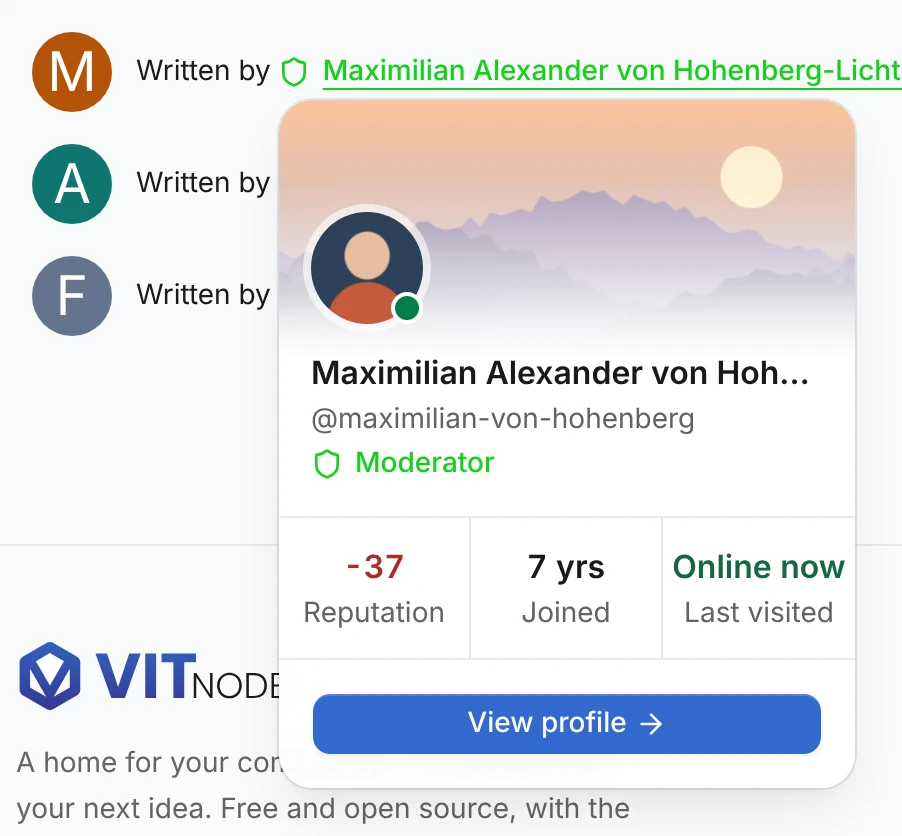 M Written by Maximilian Alexander von Hohenberg-Licht
A Written by
F Written by
Maximilian Alexander von Hoh...
@maximilian-von-hohenberg
Moderator
-37 7 yrs Online now
Reputation Joined Last visited
VITNODE
View profile →
A home for your
your next idea. Free and open source, with the